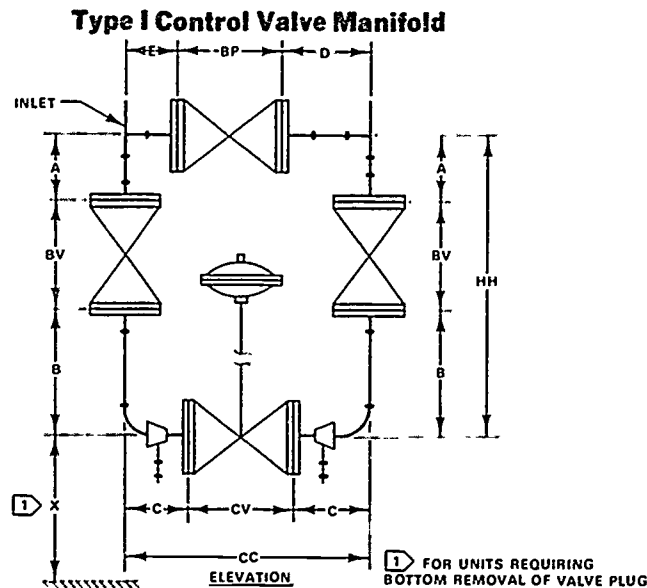 Type I Control Valve Manifold
E BP D
INLET
A A
BV BV
HH
B B
1 X
C CV C
CC
ELEVATION
1 FOR UNITS REQUIRING
BOTTOM REMOVAL OF VALVE PLUG